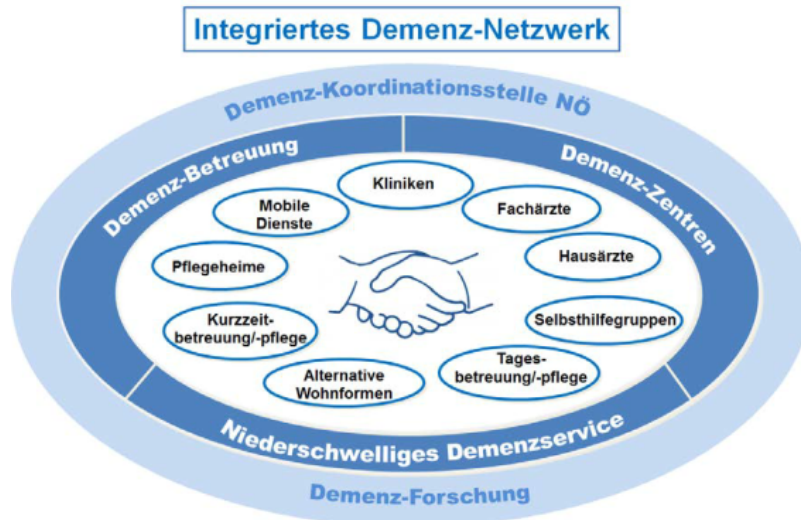 Integriertes Demenz-Netzwerk
Demenz-Koordinationsstelle NÖ
Demenz-Betreuung
Demenz-Zentren
Kliniken
Mobile
Dienste
Fachärzte
Pflegeheime
Hausärzte
Kurzzeit-
betreuung/-pflege
Selbsthilfegruppen
Alternative
Wohnformen
Tages-
betreuung/-pflege
Niederschwelliges Demenzservice
Demenz-Forschung